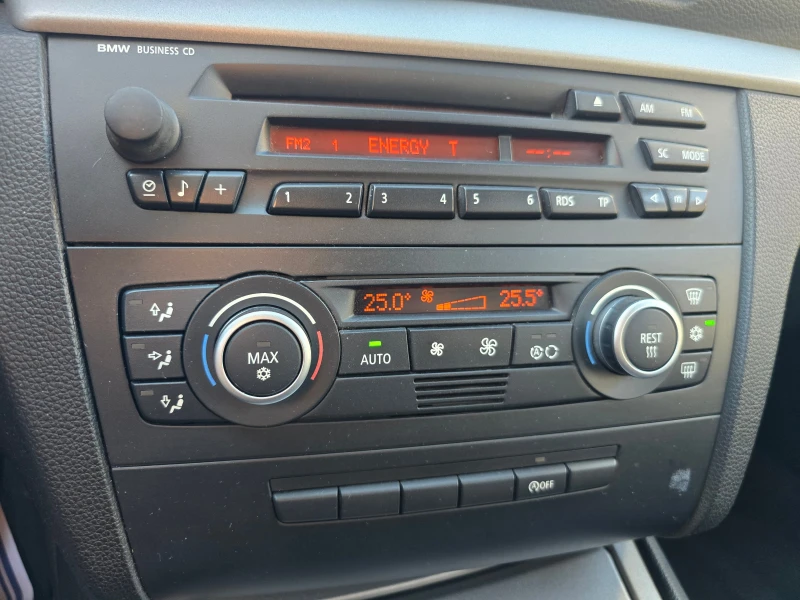 BMW BUSINESS CD
AM FM
FM2 1 ENERGY T --:--
SC MODE
+
1 2 3 4 5 6 RDS TP m
25.0° 25.5°
MAX
AUTO
A
REST
A OFF